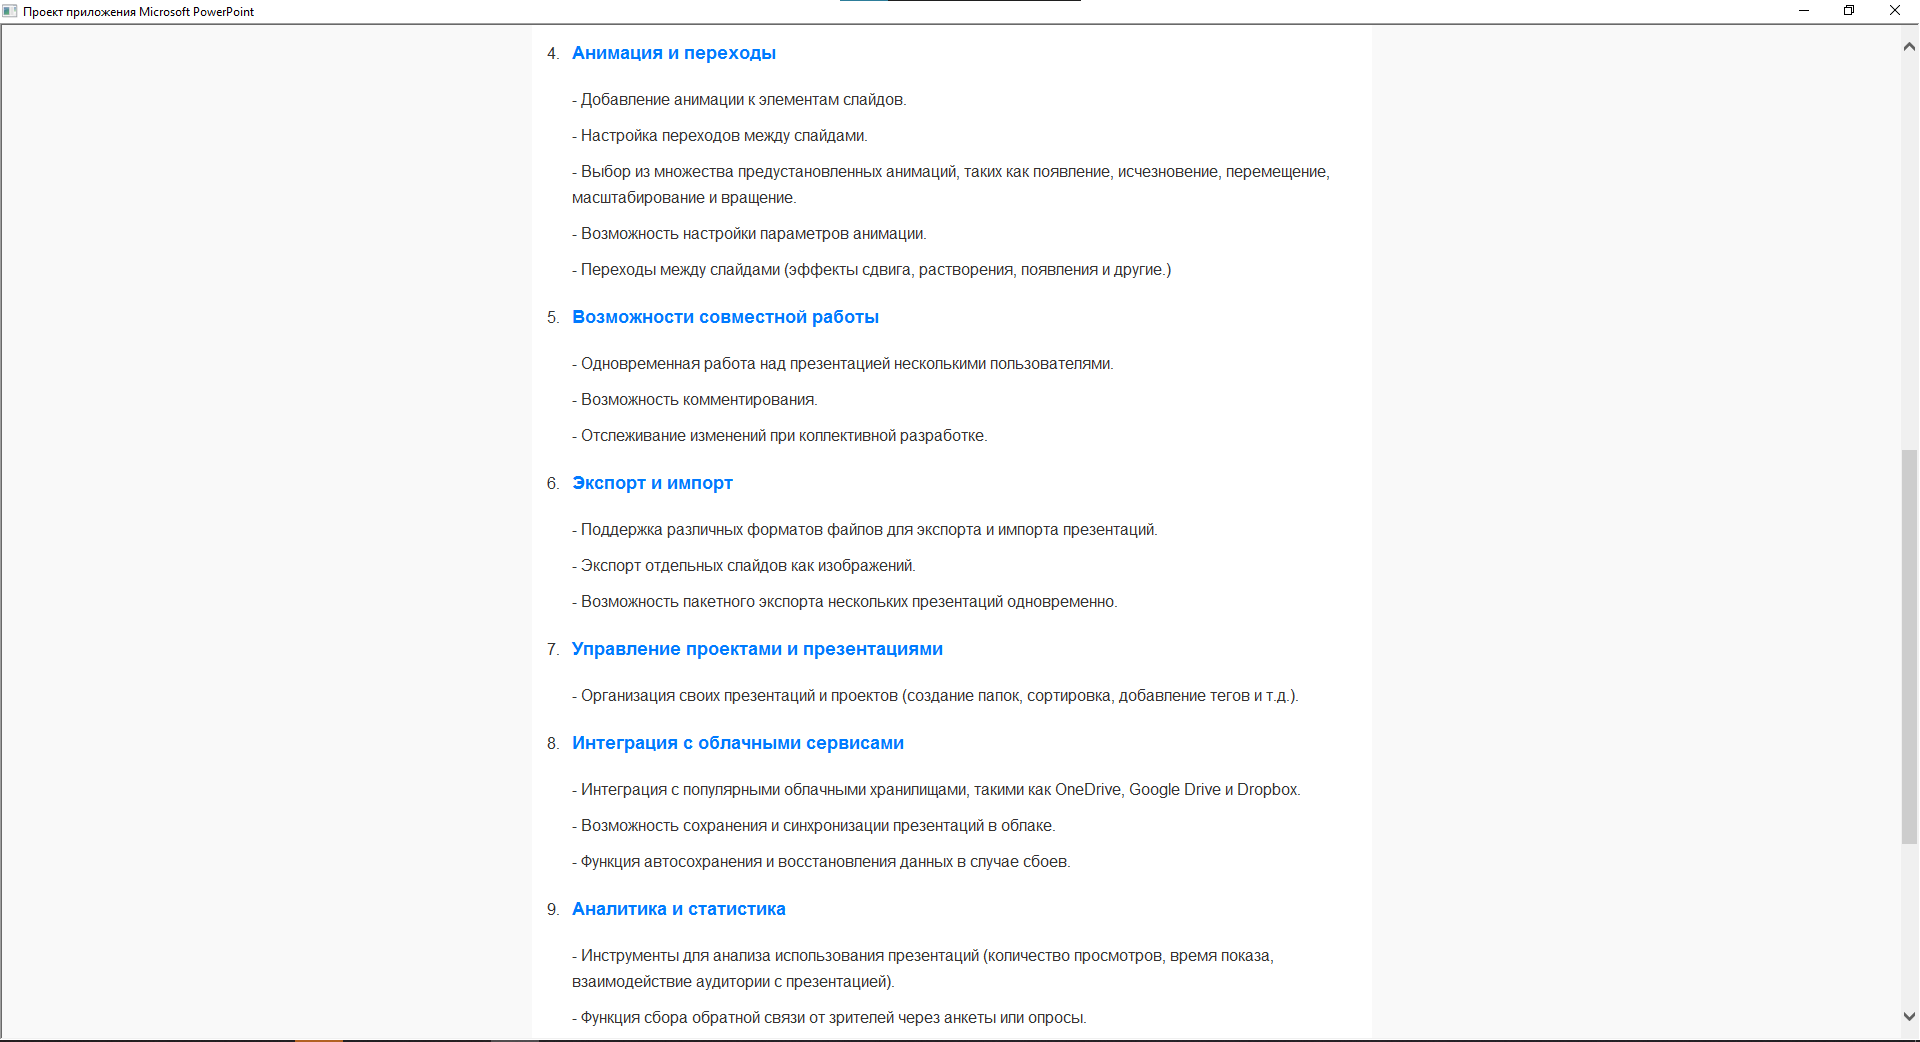 Проект приложения Microsoft PowerPoint
4. Анимация и переходы
- Добавление анимации к элементам слайдов.
- Настройка переходов между слайдами.
- Выбор из множества предустановленных анимаций, таких как появление, исчезновение, перемещение,
масштабирование и вращение.
- Возможность настройки параметров анимации.
- Переходы между слайдами (эффекты сдвига, растворения, появления и другие.)
5. Возможности совместной работы
- Одновременная работа над презентацией несколькими пользователями.
- Возможность комментирования.
- Отслеживание изменений при коллективной разработке.
6. Экспорт и импорт
- Поддержка различных форматов файлов для экспорта и импорта презентаций.
- Экспорт отдельных слайдов как изображений.
- Возможность пакетного экспорта нескольких презентаций одновременно.
7. Управление проектами и презентациями
- Организация своих презентаций и проектов (создание папок, сортировка, добавление тегов и т.д.).
8. Интеграция с облачными сервисами
- Интеграция с популярными облачными хранилищами, такими как OneDrive, Google Drive и Dropbox.
- Возможность сохранения и синхронизации презентаций в облаке.
- Функция автосохранения и восстановления данных в случае сбоев.
9. Аналитика и статистика
- Инструменты для анализа использования презентаций (количество просмотров, время показа,
взаимодействие аудитории с презентацией).
- Функция сбора обратной связи от зрителей через анкеты или опросы.